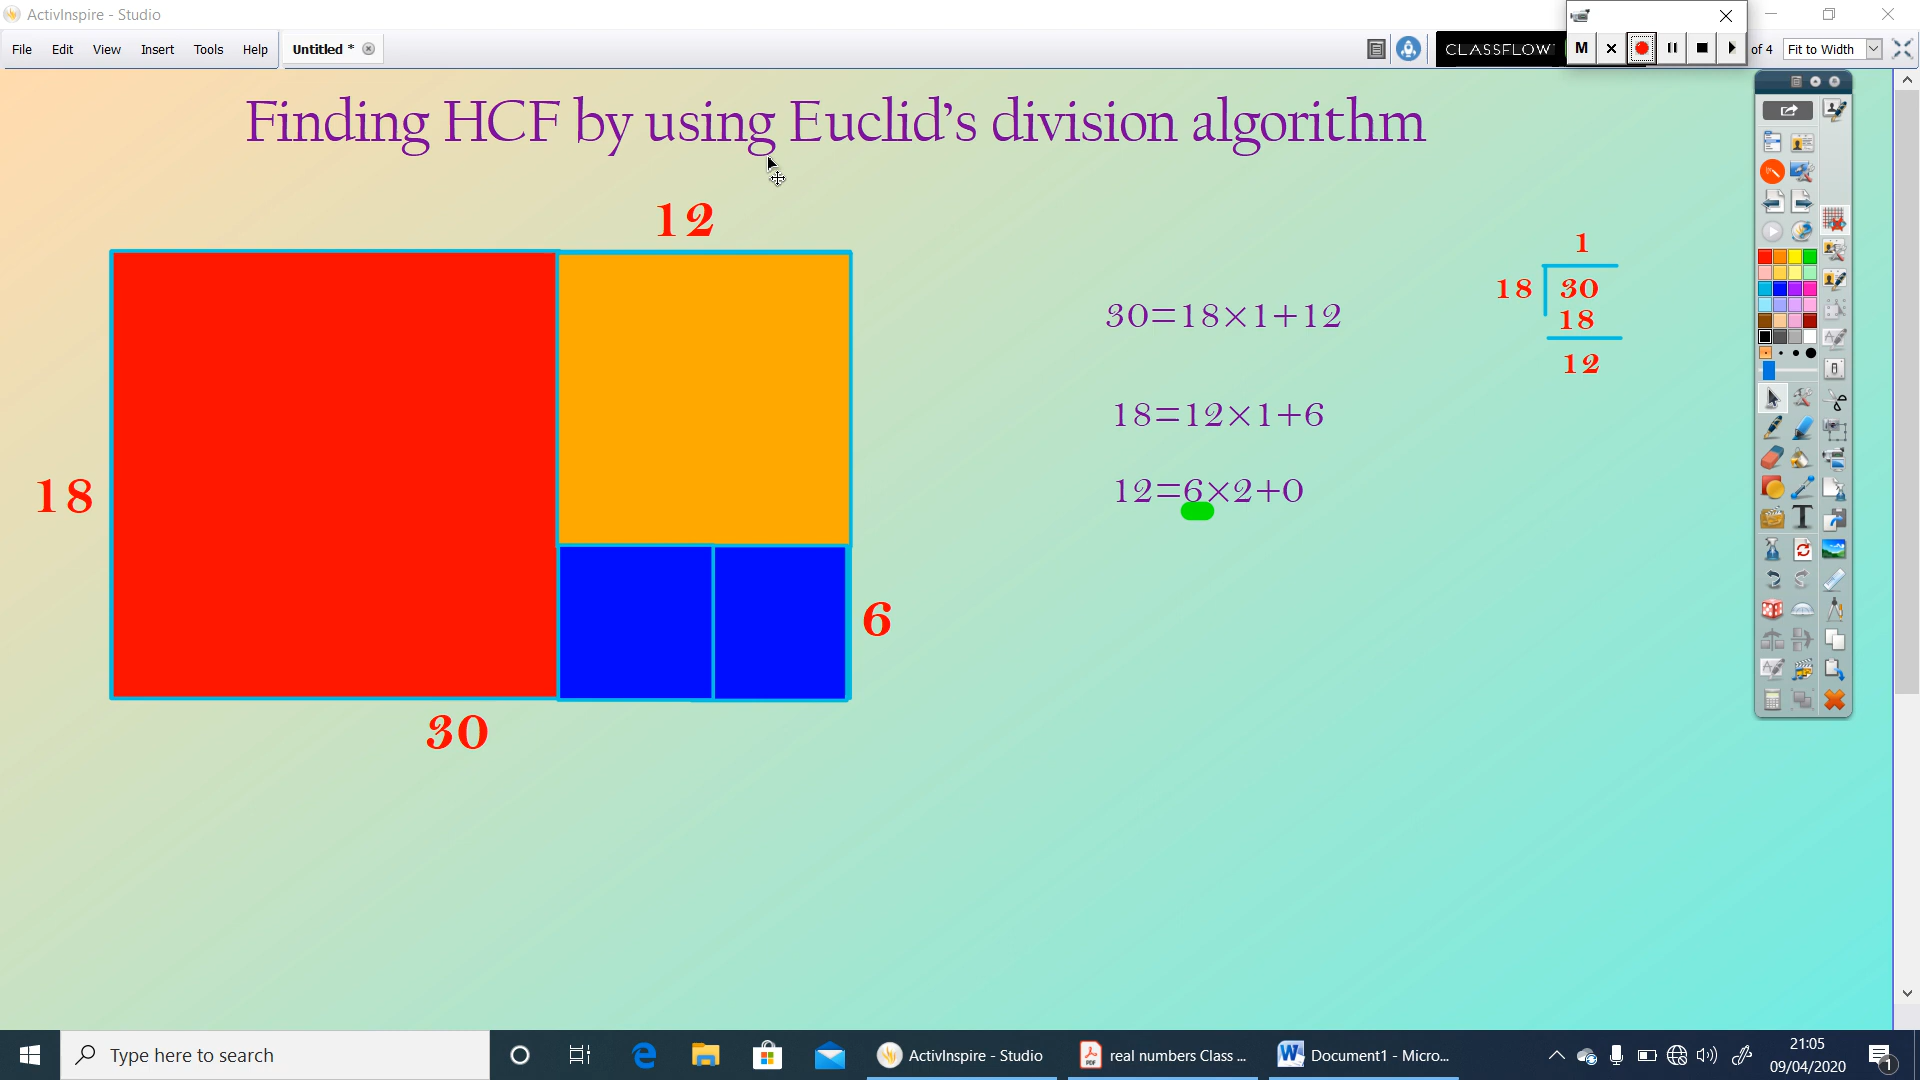 ActivInspire - Studio
File Edit View Insert Tools Help Untitled *
CLASSFLOW M of 4 Fit to Width
Finding HCF by using Euclid's division algorithm
12
18
30
6
30=18×1+12
18=12×1+6
12=6×2+0
1
18 30
18
12
Type here to search
ActivInspire - Studio
real numbers Class ...
Document1 - Micro...
21:05
09/04/2020
1